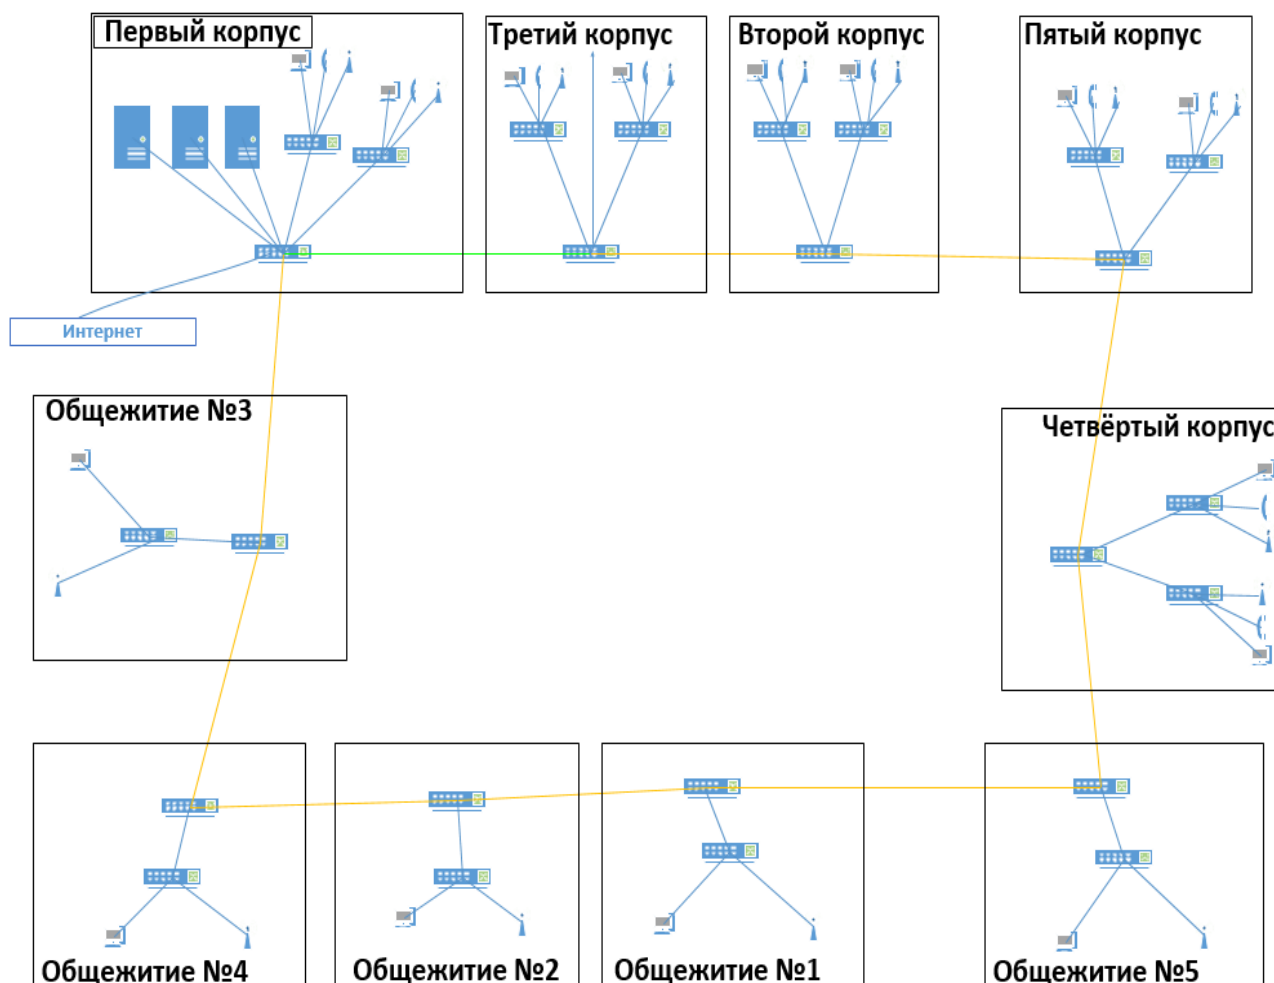 Первый корпус
Третий корпус
Второй корпус
Пятый корпус
Интернет
Общежитие №3
Четвёртый корпус
Общежитие №4
Общежитие №2
Общежитие №1
Общежитие №5